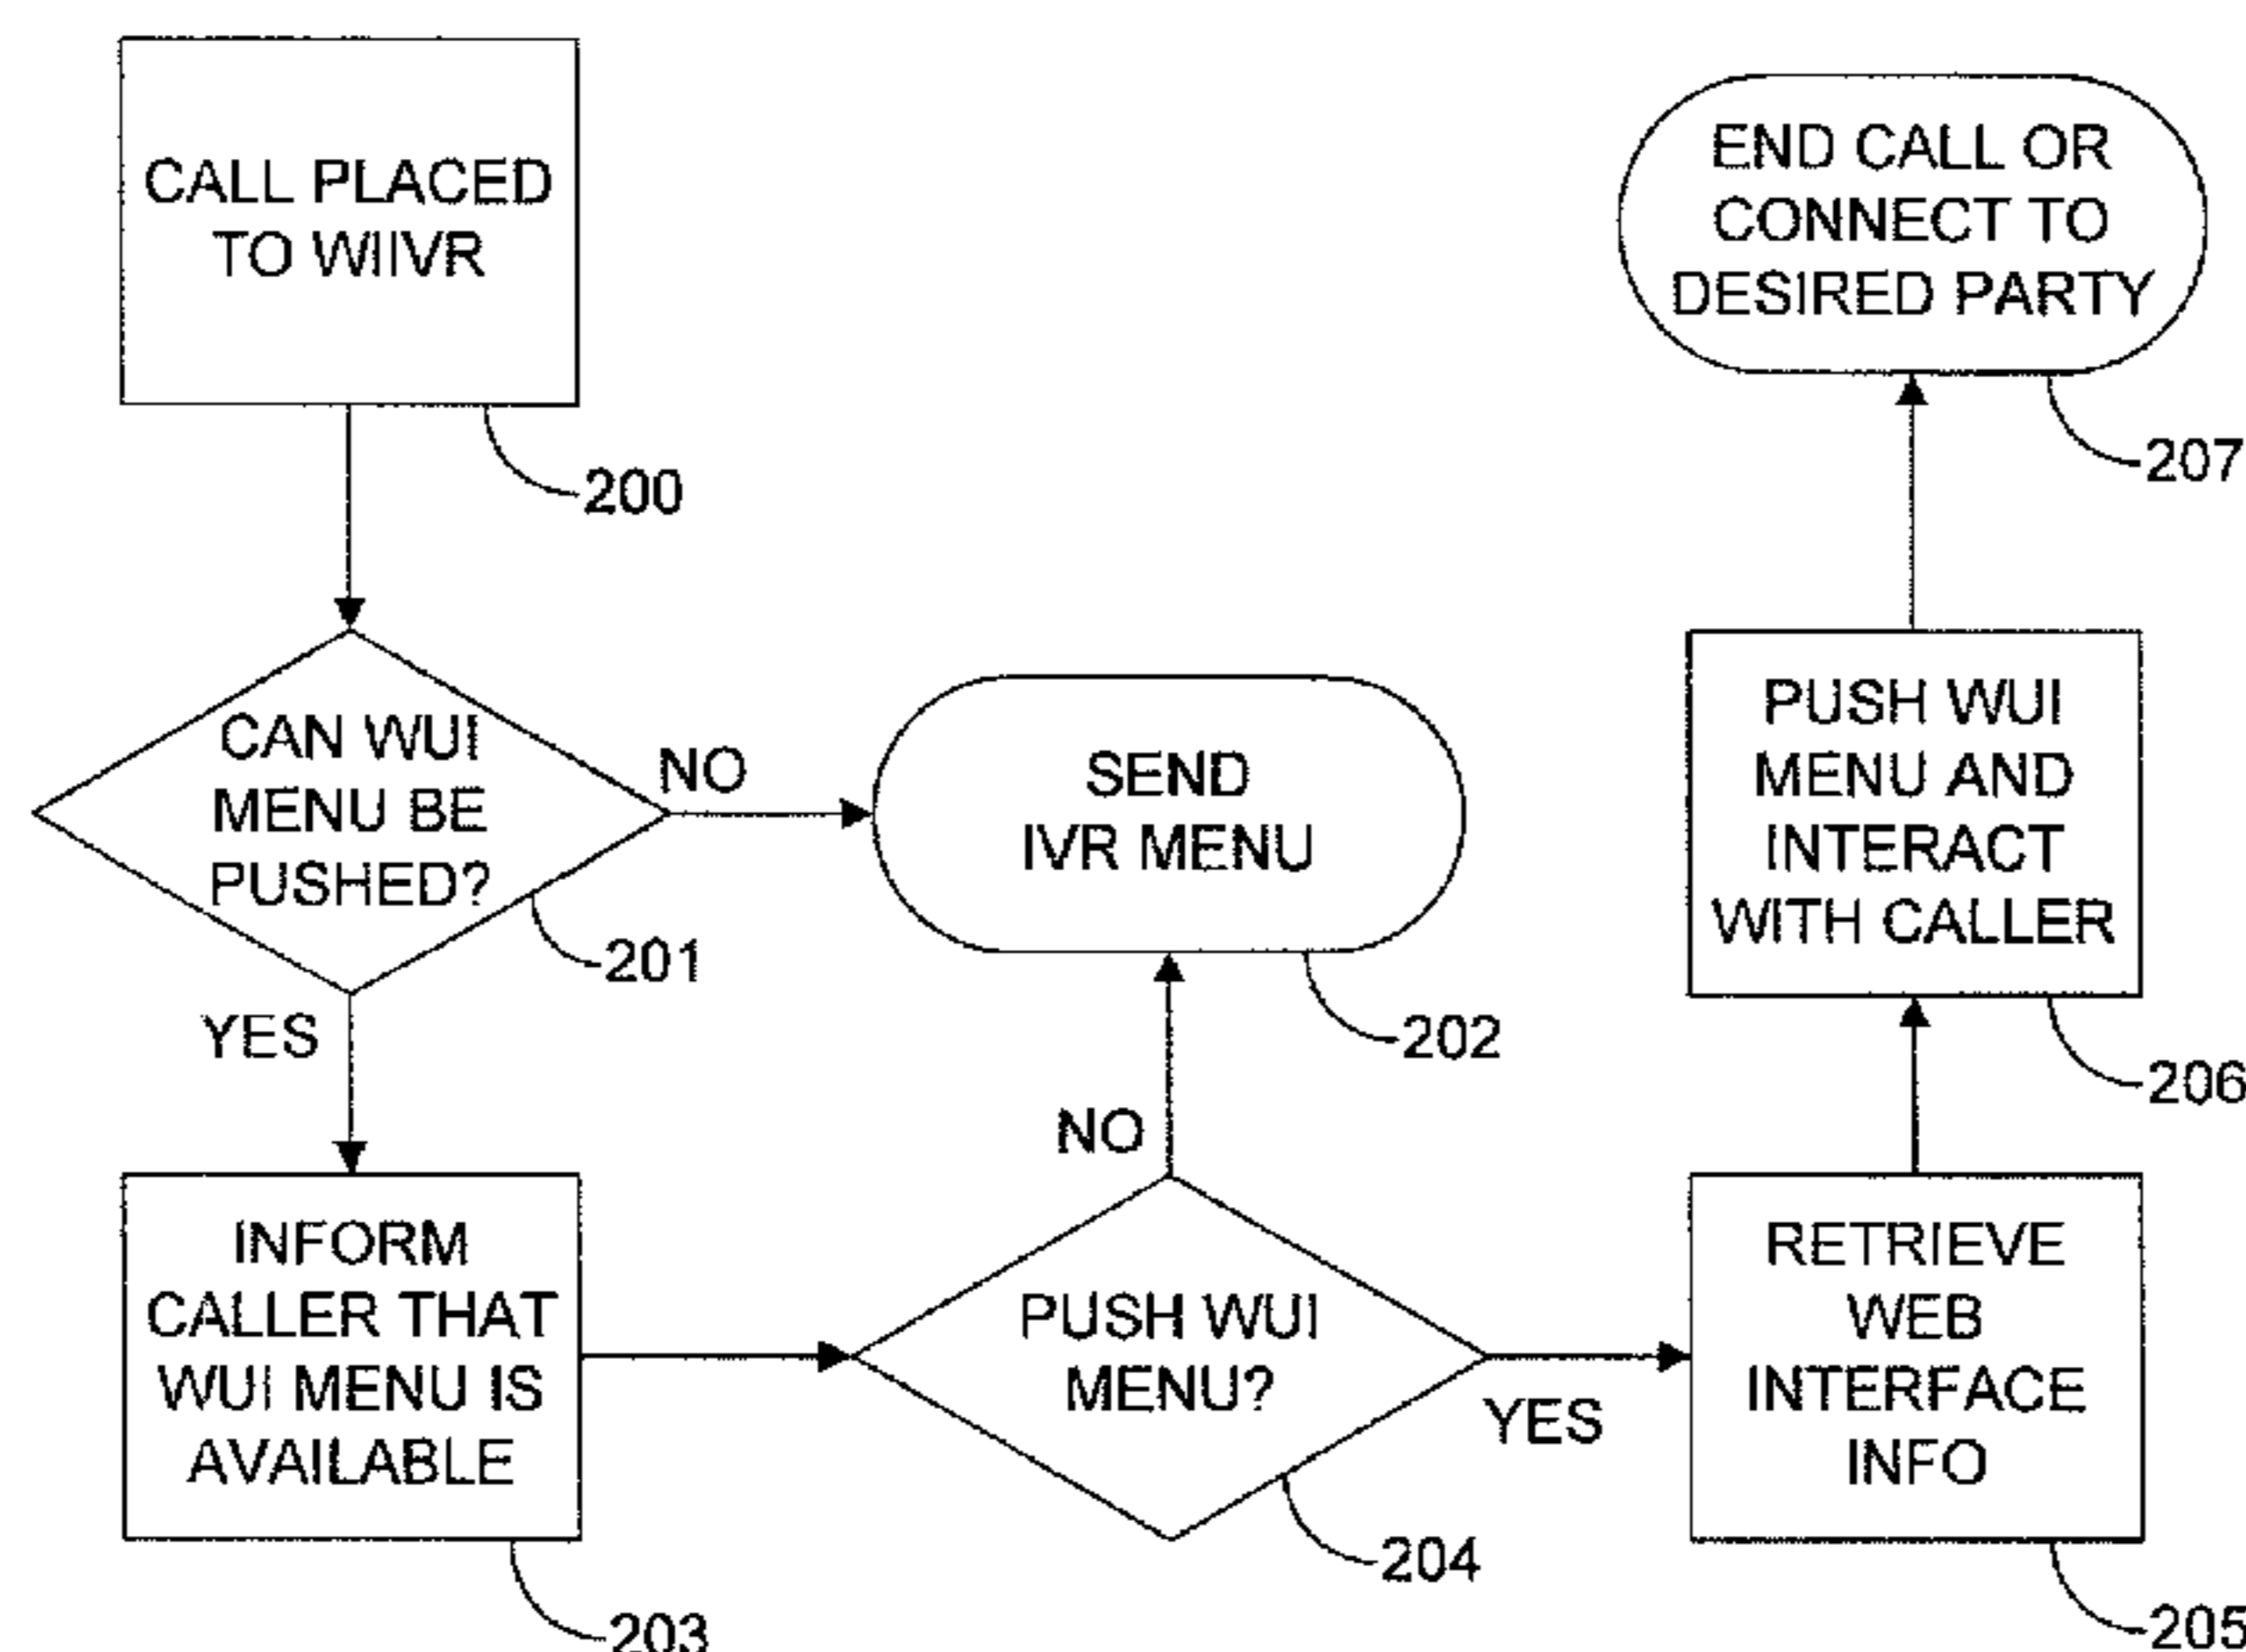 CALL PLACED
TO WIIVR
200
CAN WUI
MENU BE
PUSHED?
201
NO
YES
SEND
IVR MENU
202
INFORM
CALLER THAT
WUI MENU IS
AVAILABLE
203
PUSH WUI
MENU?
204
NO
YES
RETRIEVE
WEB
INTERFACE
INFO
205
PUSH WUI
MENU AND
INTERACT
WITH CALLER
206
END CALL OR
CONNECT TO
DESIRED PARTY
207